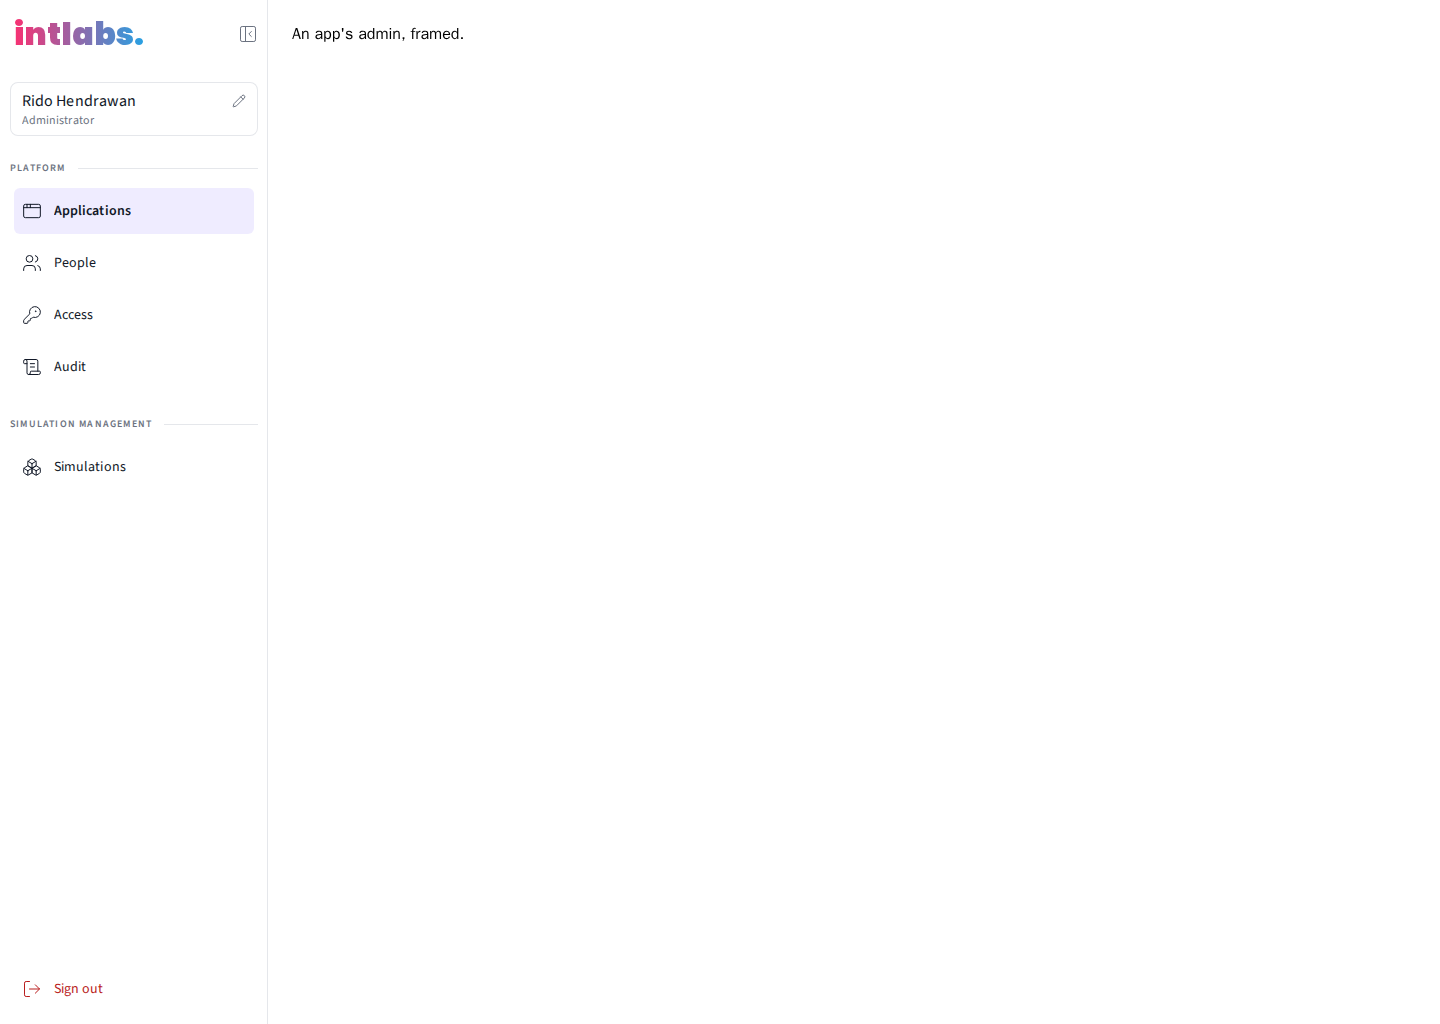 intlabs.
An app's admin, framed.
Rido Hendrawan
Administrator
PLATFORM
Applications
People
Access
Audit
SIMULATION MANAGEMENT
Simulations
Sign out